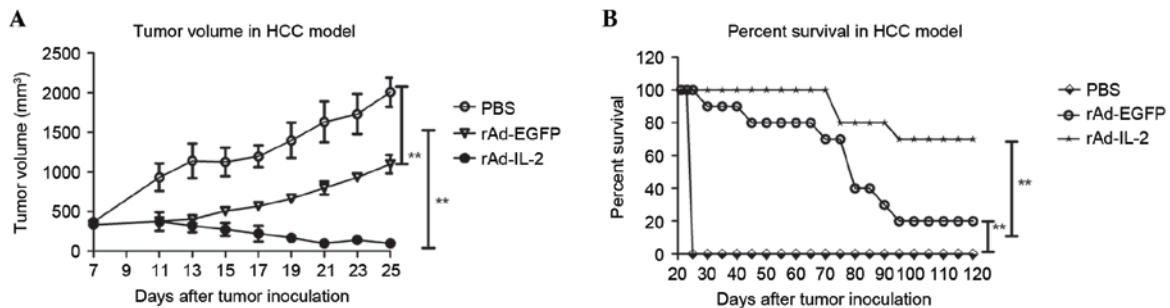 A
Tumor volume in HCC model
Tumor volume (mm³)
2500
2000
1500
1000
500
0
7 9 11 13 15 17 19 21 23 25
Days after tumor inoculation
PBS
rAd-EGFP
rAd-IL-2
**
**
B
Percent survival in HCC model
Percent survival
120
100
80
60
40
20
0
20 30 40 50 60 70 80 90 100 110 120
Days after tumor inoculation
PBS
rAd-EGFP
rAd-IL-2
**
**